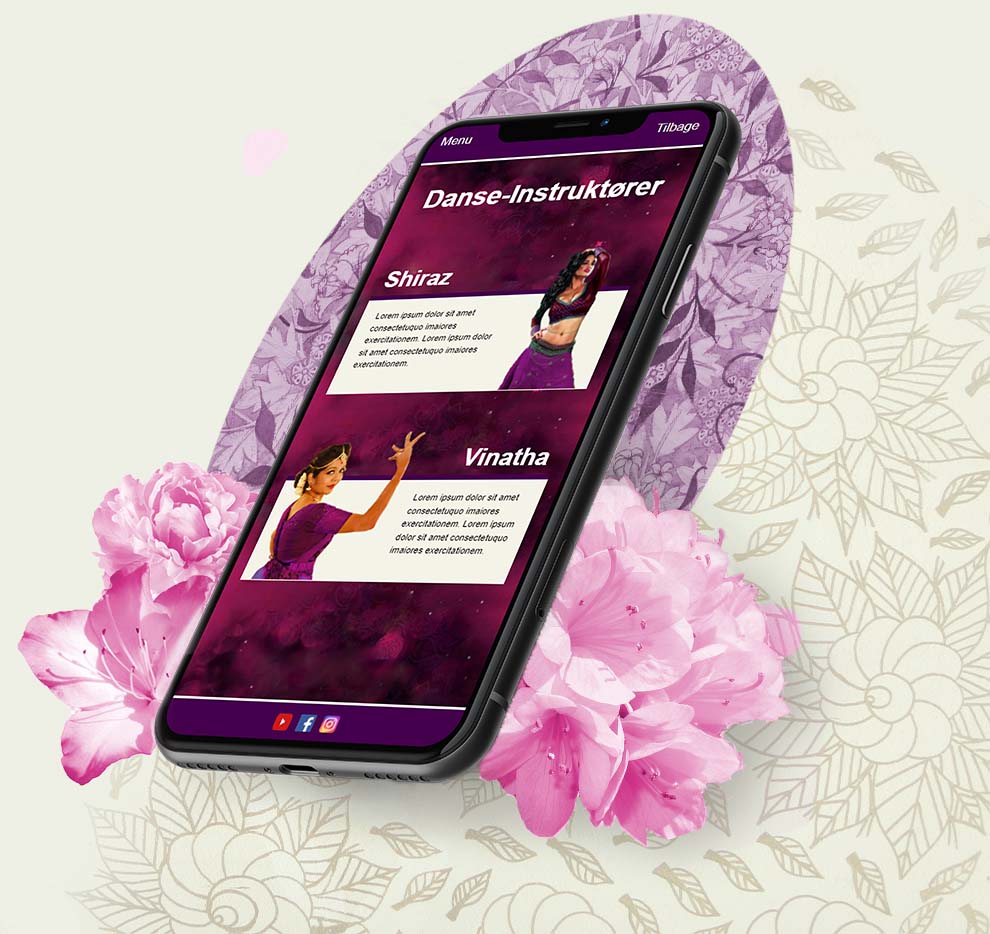 Menu
Tilbage
Danse-Instruktører
Shiraz
Lorem ipsum dolor sit amet
consectetuquo imaiores
exercitationem. Lorem ipsum dolor
sit amet consectetuquo imaiores
exercitationem.
Vinatha
Lorem ipsum dolor sit amet
consectetuquo imaiores
exercitationem. Lorem ipsum
dolor sit amet consectetuquo
imaiores exercitationem.